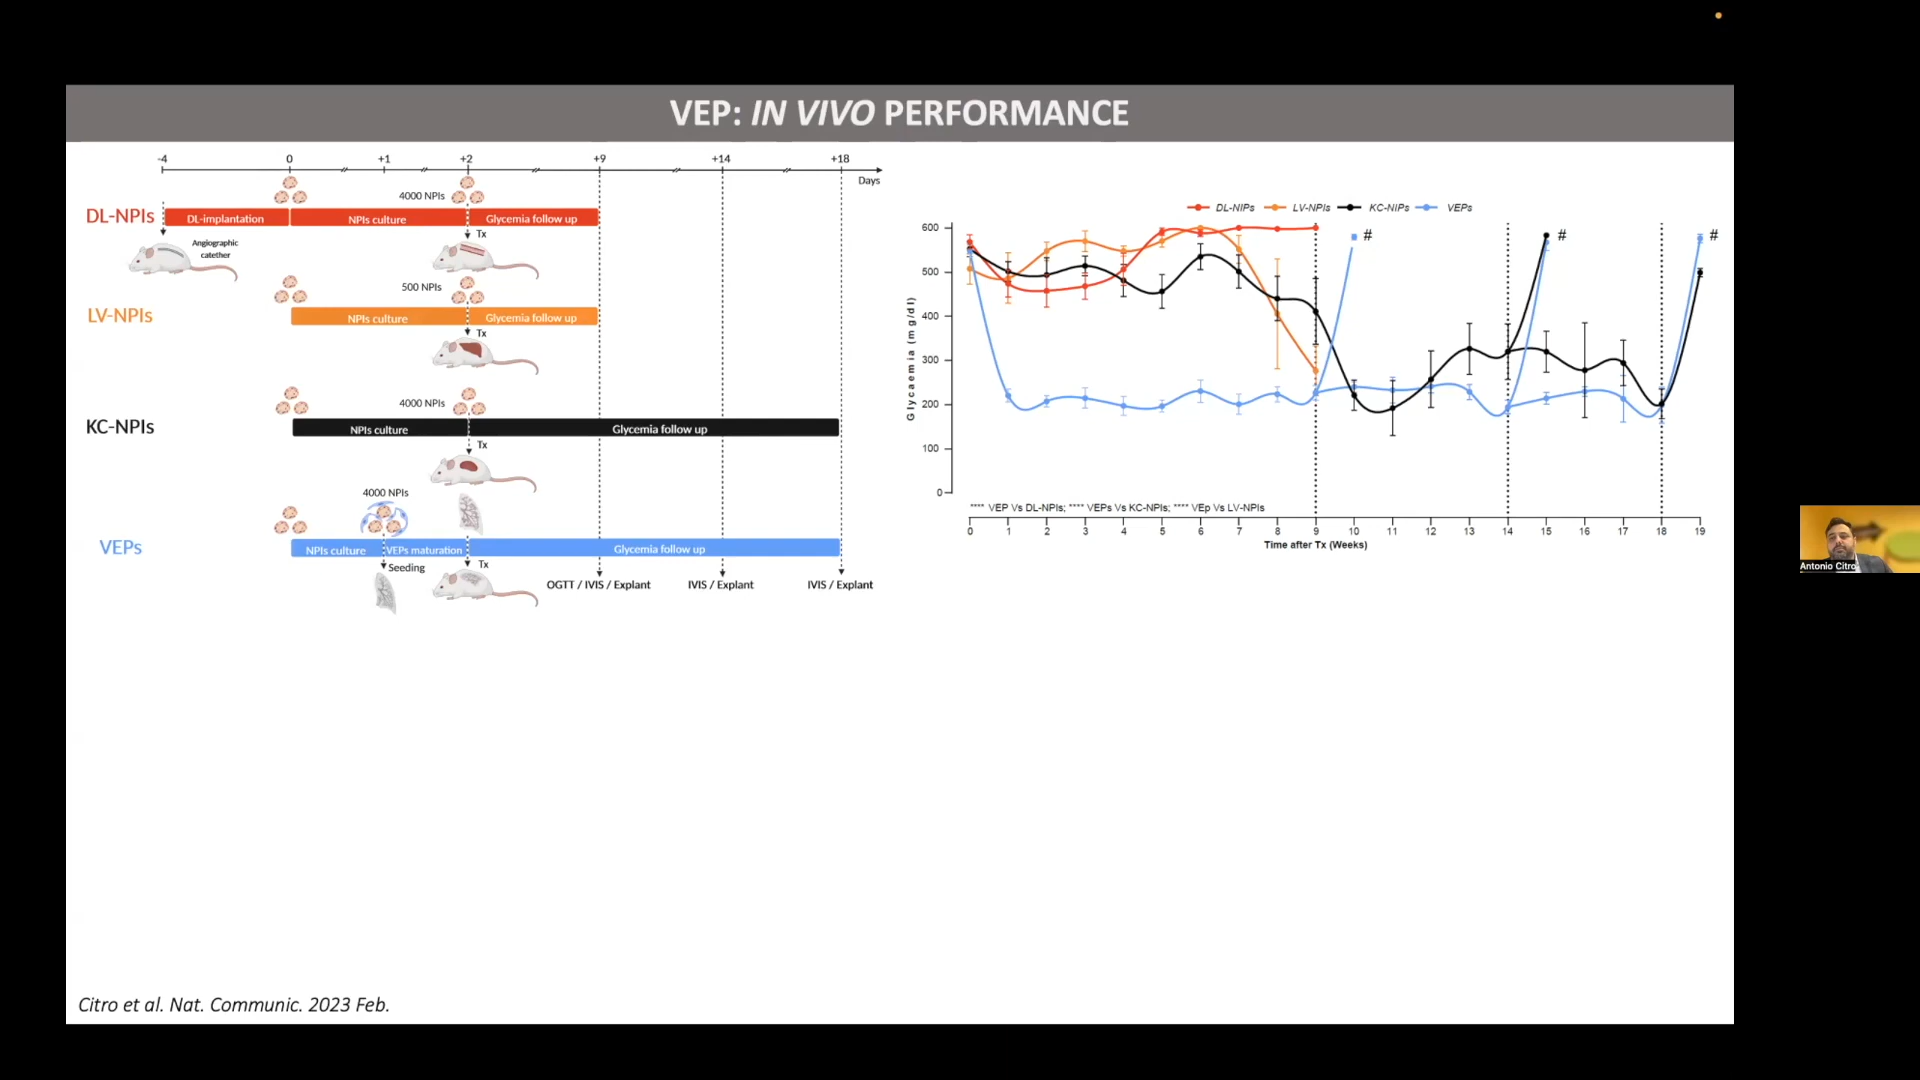 VEP: IN VIVO PERFORMANCE
-4 0 +1 +2 +9 +14 +18
Days
4000 NPIs
DL-NPIs
DL-implantation NPIs culture Glycemia follow up
Tx
Angiographic
catether
500 NPIs
LV-NPIs
NPIs culture Glycemia follow up
Tx
4000 NPIs
KC-NPIs
NPIs culture Glycemia follow up
Tx
4000 NPIs
VEPs
NPIs culture VEPs maturation Glycemia follow up
Seeding
Tx
OGTT / IVIS / Explant IVIS / Explant IVIS / Explant
DL-NIPs LV-NPIs KC-NIPs VEPs
600
500
400
300
200
100
0
Glycaemia (mg/dl)
# # #
**** VEP Vs DL-NPIs; **** VEPs Vs KC-NPIs; **** VEp Vs LV-NPIs
0 1 2 3 4 5 6 7 8 9 10 11 12 13 14 15 16 17 18 19
Time after Tx (Weeks)
Antonio Citro
Citro et al. Nat. Communic. 2023 Feb.